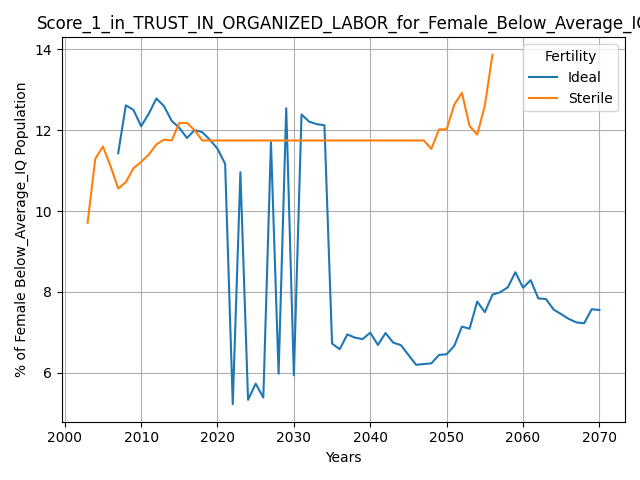 Score_1_in_TRUST_IN_ORGANIZED_LABOR_for_Female_Below_Average_IQ
% of Female Below_Average_IQ Population
14
12
10
8
6
Fertility
Ideal
Sterile
2000 2010 2020 2030 2040 2050 2060 2070
Years